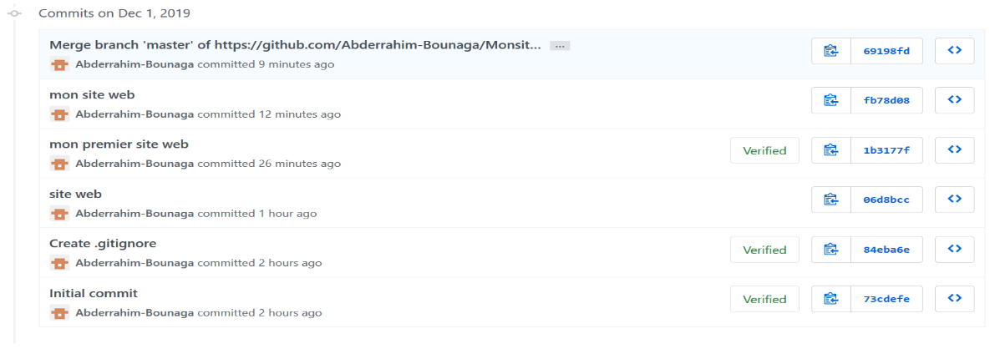 Commits on Dec 1, 2019
Merge branch 'master' of https://github.com/Abderrahim-Bounaga/Monsit... ...
69198fd
Abderrahim-Bounaga committed 9 minutes ago
mon site web
fb78d08
Abderrahim-Bounaga committed 12 minutes ago
mon premier site web
Verified 1b3177f
Abderrahim-Bounaga committed 26 minutes ago
site web
06d8bcc
Abderrahim-Bounaga committed 1 hour ago
Create .gitignore
Verified 84eba6e
Abderrahim-Bounaga committed 2 hours ago
Initial commit
Verified 73cdefe
Abderrahim-Bounaga committed 2 hours ago